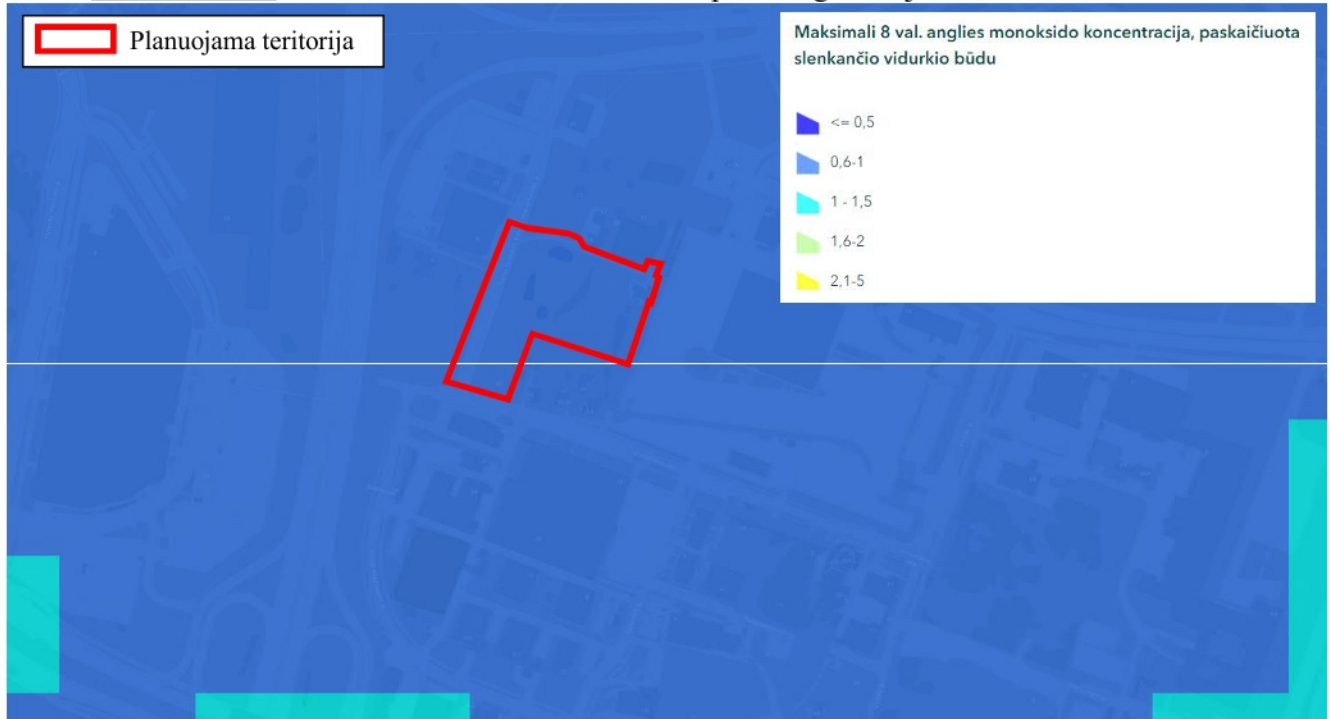 Planuojama teritorija
Maksimali 8 val. anglies monoksido koncentracija, paskaičiuota
slenkančio vidurkio būdu
<= 0,5
0,6-1
1 - 1,5
1,6-2
2,1-5